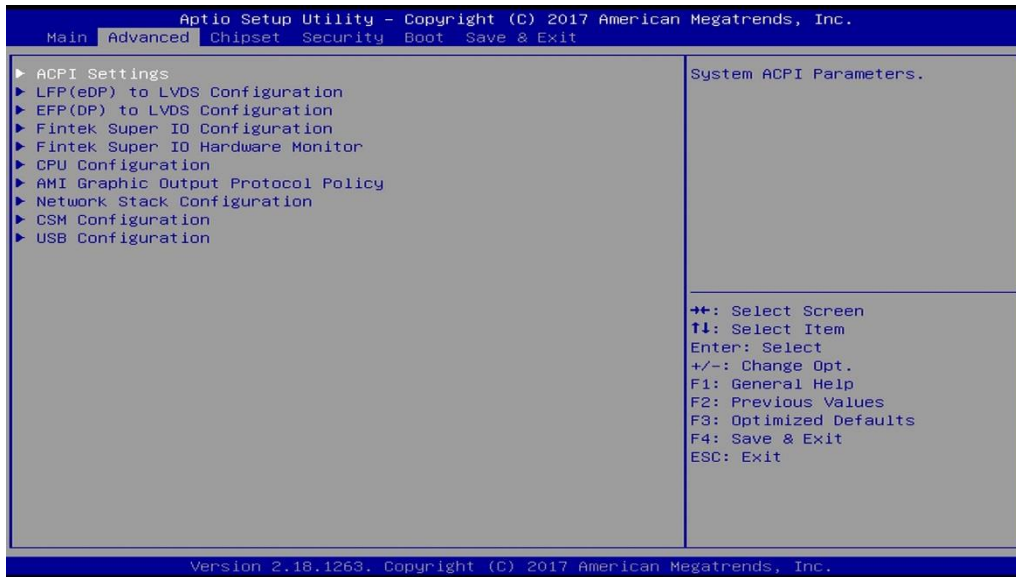 Aptio Setup Utility – Copyright (C) 2017 American Megatrends, Inc.
Main Advanced Chipset Security Boot Save & Exit
▶ ACPI Settings
▶ LFP(eDP) to LVDS Configuration
▶ EFP(DP) to LVDS Configuration
▶ Fintek Super IO Configuration
▶ Fintek Super IO Hardware Monitor
▶ CPU Configuration
▶ AMI Graphic Output Protocol Policy
▶ Network Stack Configuration
▶ CSM Configuration
▶ USB Configuration
System ACPI Parameters.
→←: Select Screen
↑↓: Select Item
Enter: Select
+/-: Change Opt.
F1: General Help
F2: Previous Values
F3: Optimized Defaults
F4: Save & Exit
ESC: Exit
Version 2.18.1263. Copyright (C) 2017 American Megatrends, Inc.